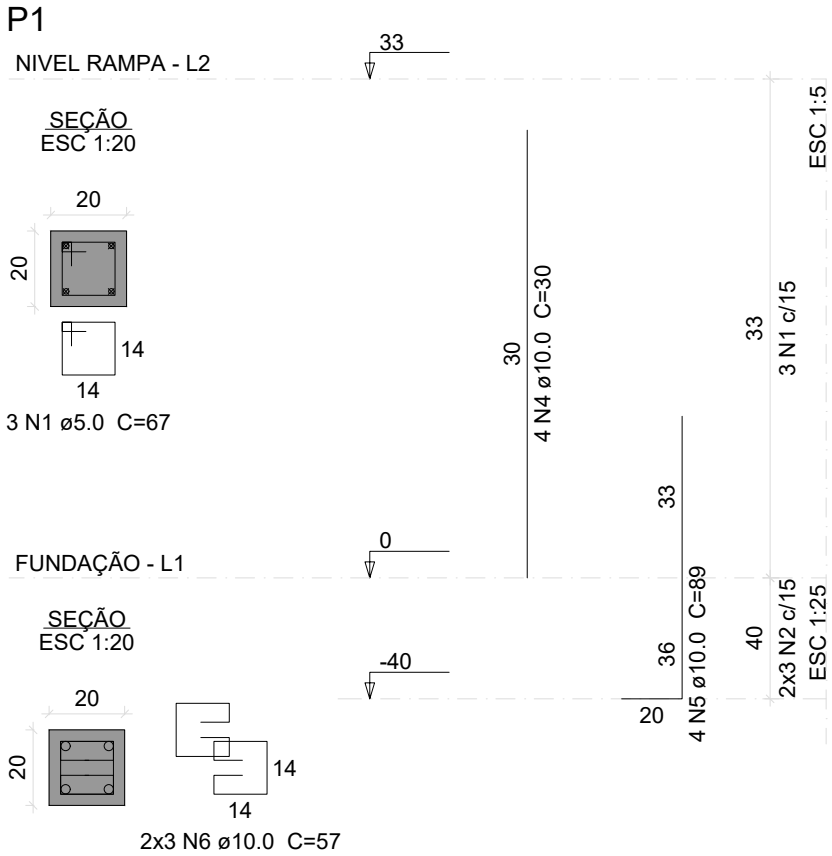 P1
NIVEL RAMPA - L2
33
SEÇÃO
ESC 1:20
ESC 1:5
20
20
14
14
3 N1 ø5.0 C=67
30
4 N4 ø10.0 C=30
33
3 N1 c/15
33
FUNDAÇÃO - L1
0
SEÇÃO
ESC 1:20
-40
36
20
4 N5 ø10.0 C=89
40
2x3 N2 c/15
ESC 1:25
20
20
14
14
2x3 N6 ø10.0 C=57